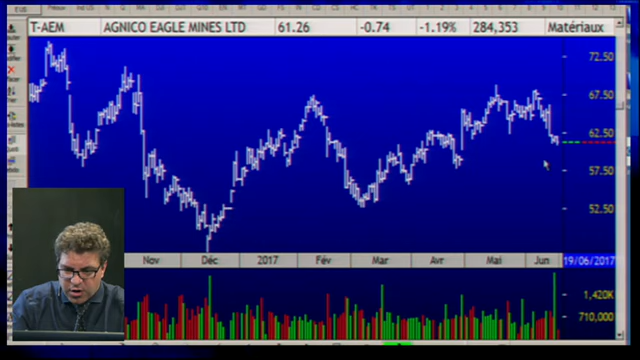 T-AEM AGNICO EAGLE MINES LTD 61.26 -0.74 -1.19% 284,353 Matériaux
72.50
67.50
62.50
57.50
52.50
Nov Déc 2017 Fév Mar Avr Mai Jun 19/06/2017
1,420K
710,000